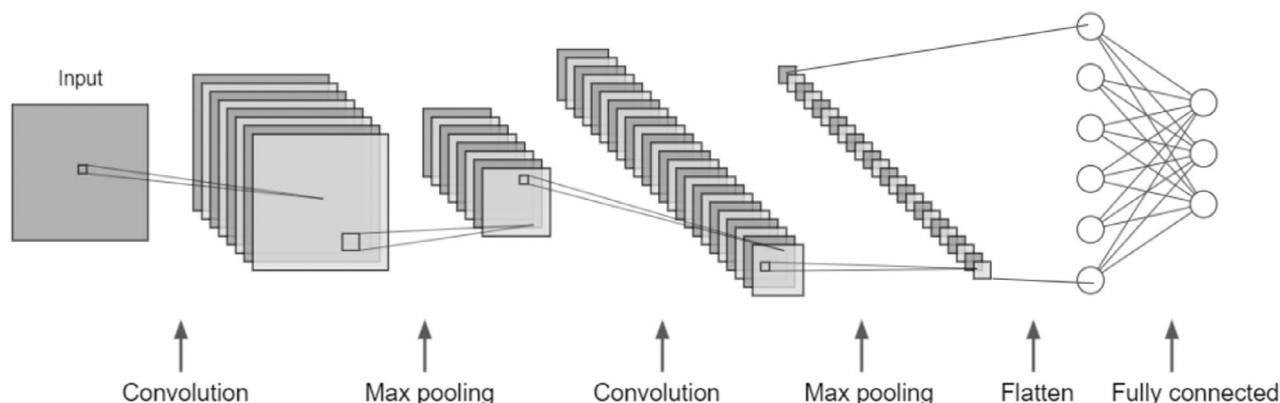 Input
Convolution
Max pooling
Convolution
Max pooling
Flatten
Fully connected